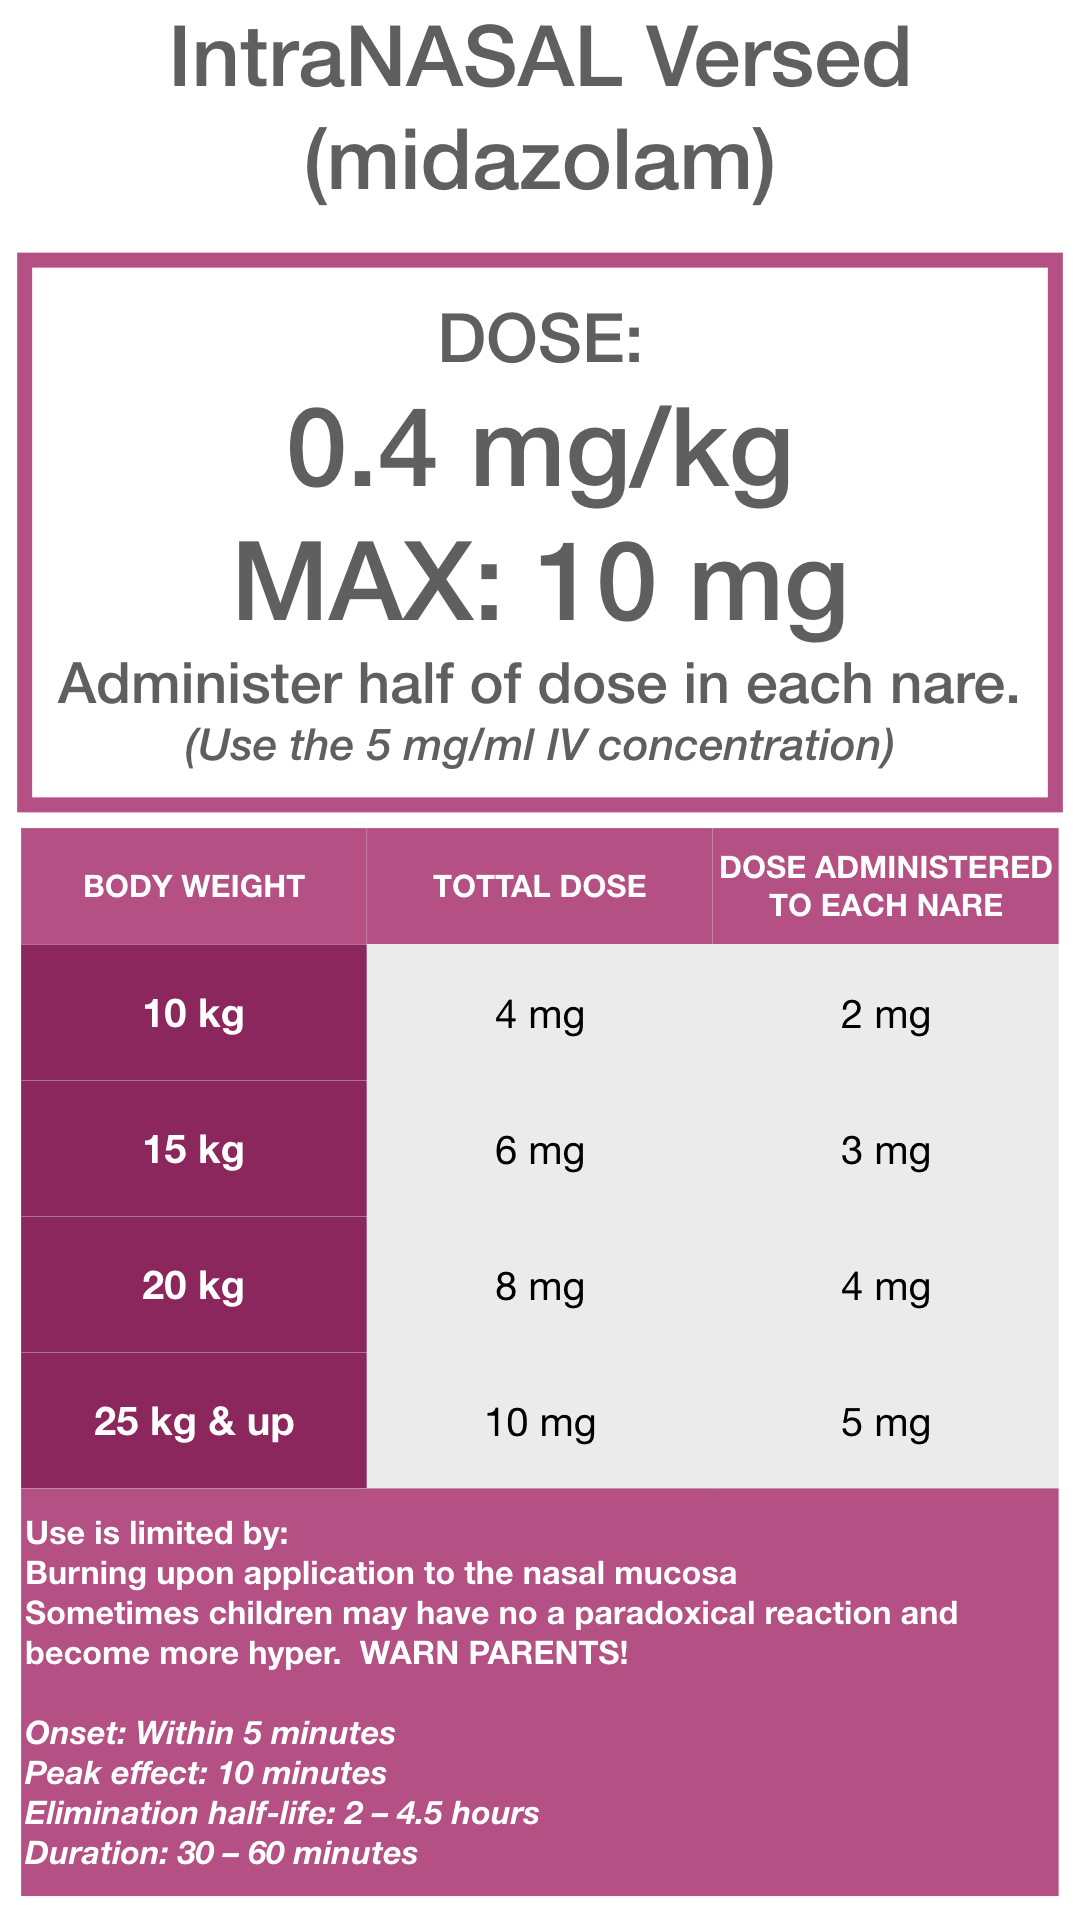 IntraNASAL Versed
(midazolam)
DOSE:
0.4 mg/kg
MAX: 10 mg
Administer half of dose in each nare.
(Use the 5 mg/ml IV concentration)
BODY WEIGHT TOTTAL DOSE DOSE ADMINISTERED
TO EACH NARE
10 kg 4 mg 2 mg
15 kg 6 mg 3 mg
20 kg 8 mg 4 mg
25 kg & up 10 mg 5 mg
Use is limited by:
Burning upon application to the nasal mucosa
Sometimes children may have no a paradoxical reaction and
become more hyper.  WARN PARENTS!
Onset: Within 5 minutes
Peak effect: 10 minutes
Elimination half-life: 2 – 4.5 hours
Duration: 30 – 60 minutes